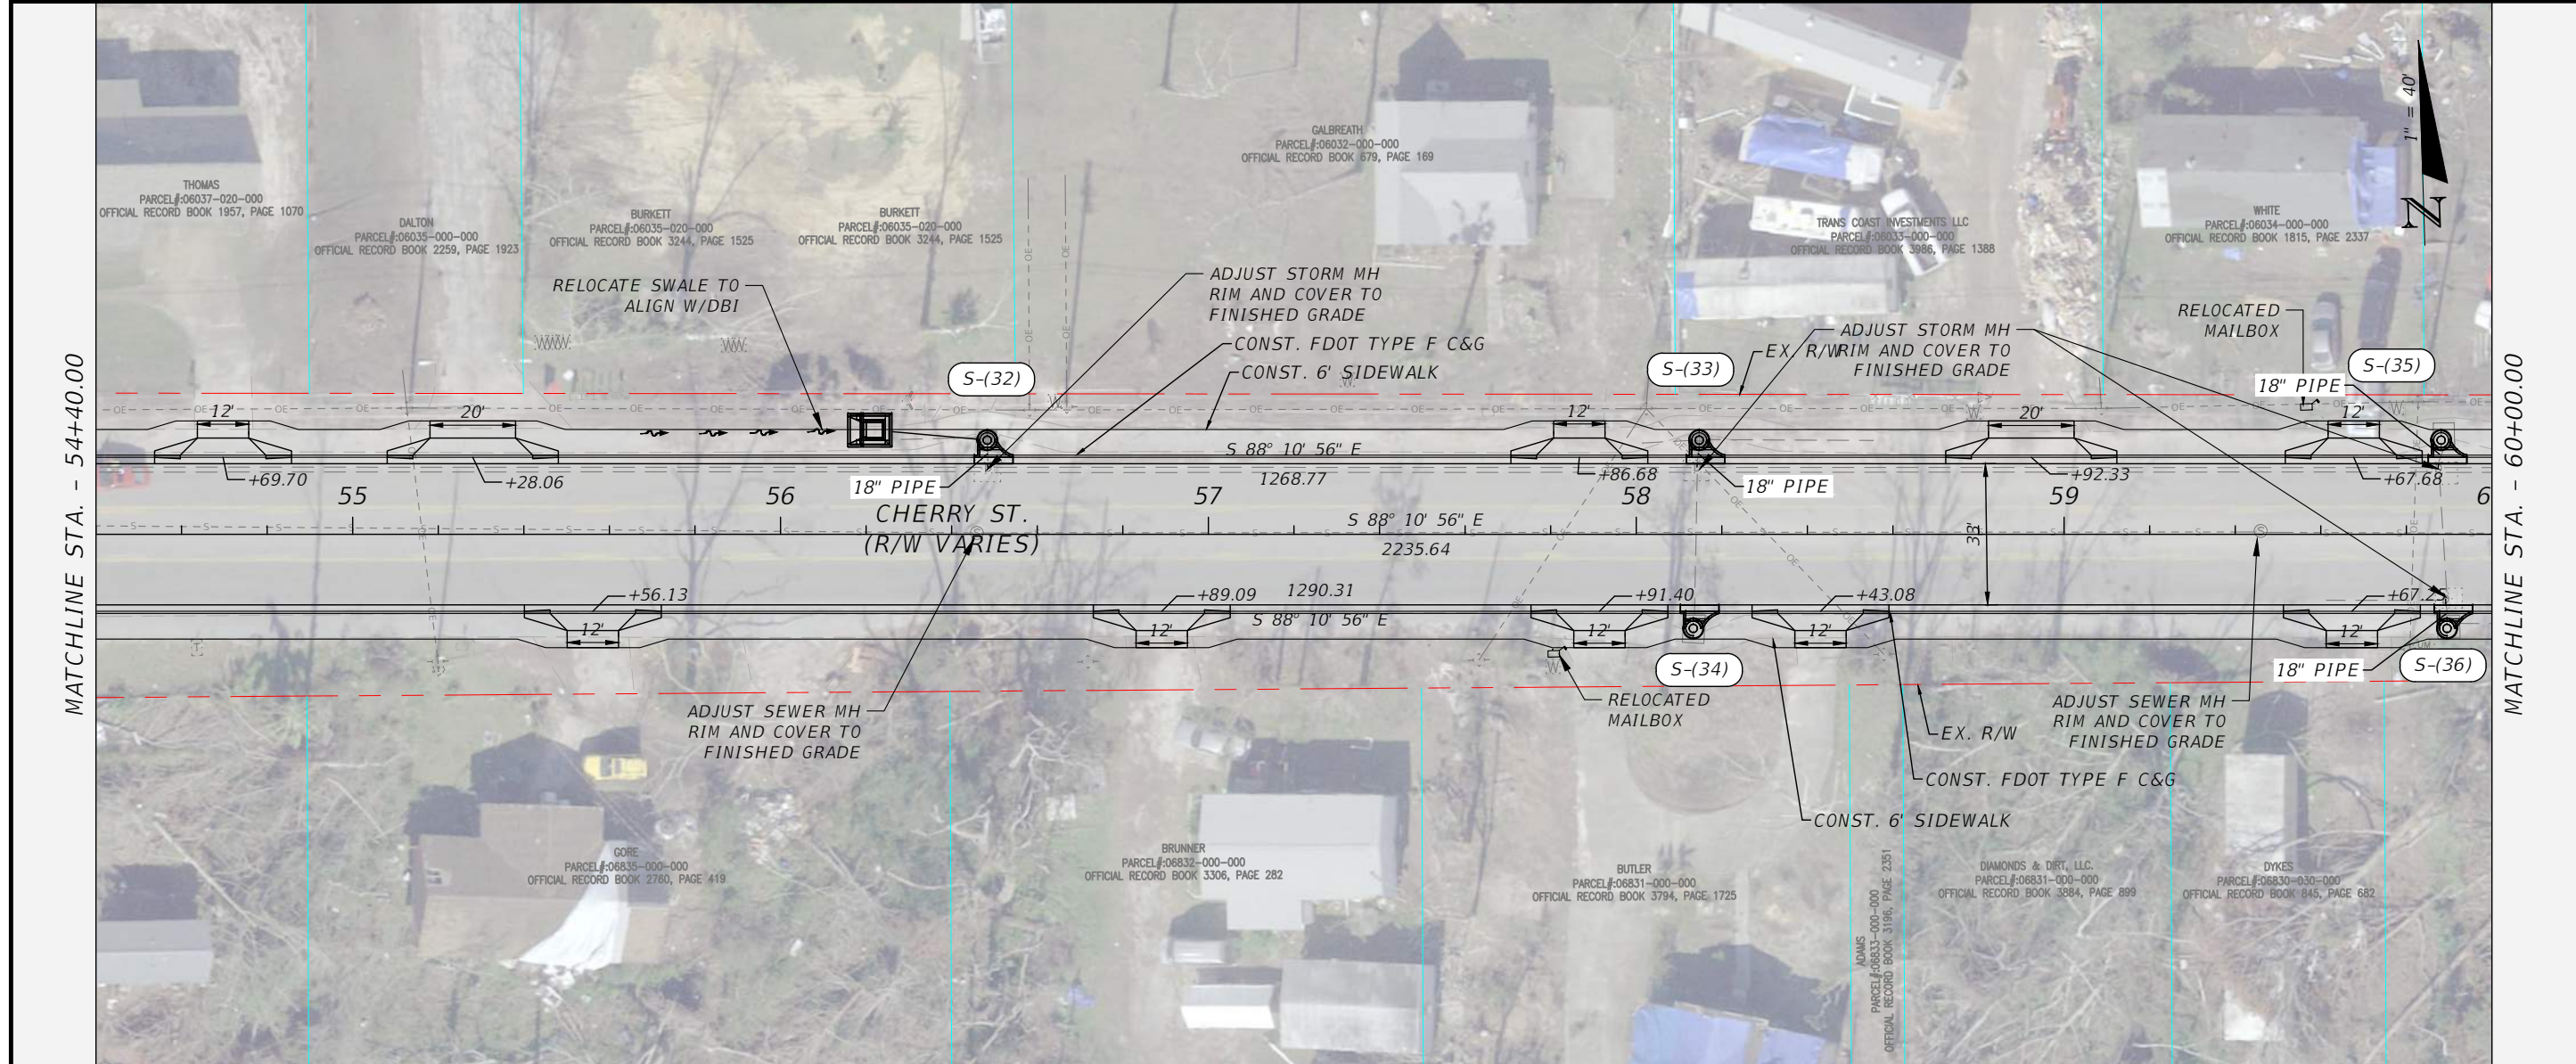 MATCHLINE STA. - 54+40.00
THOMAS
PARCEL#:06037-020-000
OFFICIAL RECORD BOOK 1957, PAGE 1070
DALTON
PARCEL#:06035-000-000
OFFICIAL RECORD BOOK 2259, PAGE 1923
BURKETT
PARCEL#:06035-020-000
OFFICIAL RECORD BOOK 3244, PAGE 1525
BURKETT
PARCEL#:06035-020-000
OFFICIAL RECORD BOOK 3244, PAGE 1525
GALBREATH
PARCEL#:06032-000-000
OFFICIAL RECORD BOOK 679, PAGE 169
TRANS COAST INVESTMENTS LLC
PARCEL#:06033-000-000
OFFICIAL RECORD BOOK 3986, PAGE 1388
WHITE
PARCEL#:06034-000-000
OFFICIAL RECORD BOOK 1815, PAGE 2337
1" = 40'
N
RELOCATE SWALE TO
ALIGN W/DBI
ADJUST STORM MH
RIM AND COVER TO
FINISHED GRADE
CONST. FDOT TYPE F C&G
CONST. 6' SIDEWALK
S-(32)
S-(33)
EX. R/W
ADJUST STORM MH
RIM AND COVER TO
FINISHED GRADE
RELOCATED
MAILBOX
S-(35)
18" PIPE
12'
20'
12'
20'
12'
+69.70
+28.06
18" PIPE
S 88° 10' 56" E
1268.77
+86.68
18" PIPE
+92.33
+67.68
55
56
57
58
59
6
CHERRY ST.
(R/W VARIES)
S 88° 10' 56" E
2235.64
33'
+56.13
+89.09
1290.31
S 88° 10' 56" E
+91.40
+43.08
+67.25
12'
12'
12'
12'
12'
S-(34)
18" PIPE
S-(36)
ADJUST SEWER MH
RIM AND COVER TO
FINISHED GRADE
RELOCATED
MAILBOX
EX. R/W
ADJUST SEWER MH
RIM AND COVER TO
FINISHED GRADE
CONST. FDOT TYPE F C&G
CONST. 6' SIDEWALK
GORE
PARCEL#:06835-000-000
OFFICIAL RECORD BOOK 2760, PAGE 419
BRUNNER
PARCEL#:06832-000-000
OFFICIAL RECORD BOOK 3306, PAGE 282
BUTLER
PARCEL#:06831-000-000
OFFICIAL RECORD BOOK 3794, PAGE 1725
ADAMS
PARCEL#:06833-000-000
OFFICIAL RECORD BOOK 3196, PAGE 2351
DIAMONDS & DIRT, LLC.
PARCEL#:06831-000-000
OFFICIAL RECORD BOOK 3884, PAGE 899
DYKES
PARCEL#:06830-030-000
OFFICIAL RECORD BOOK 845, PAGE 682
MATCHLINE STA. - 60+00.00